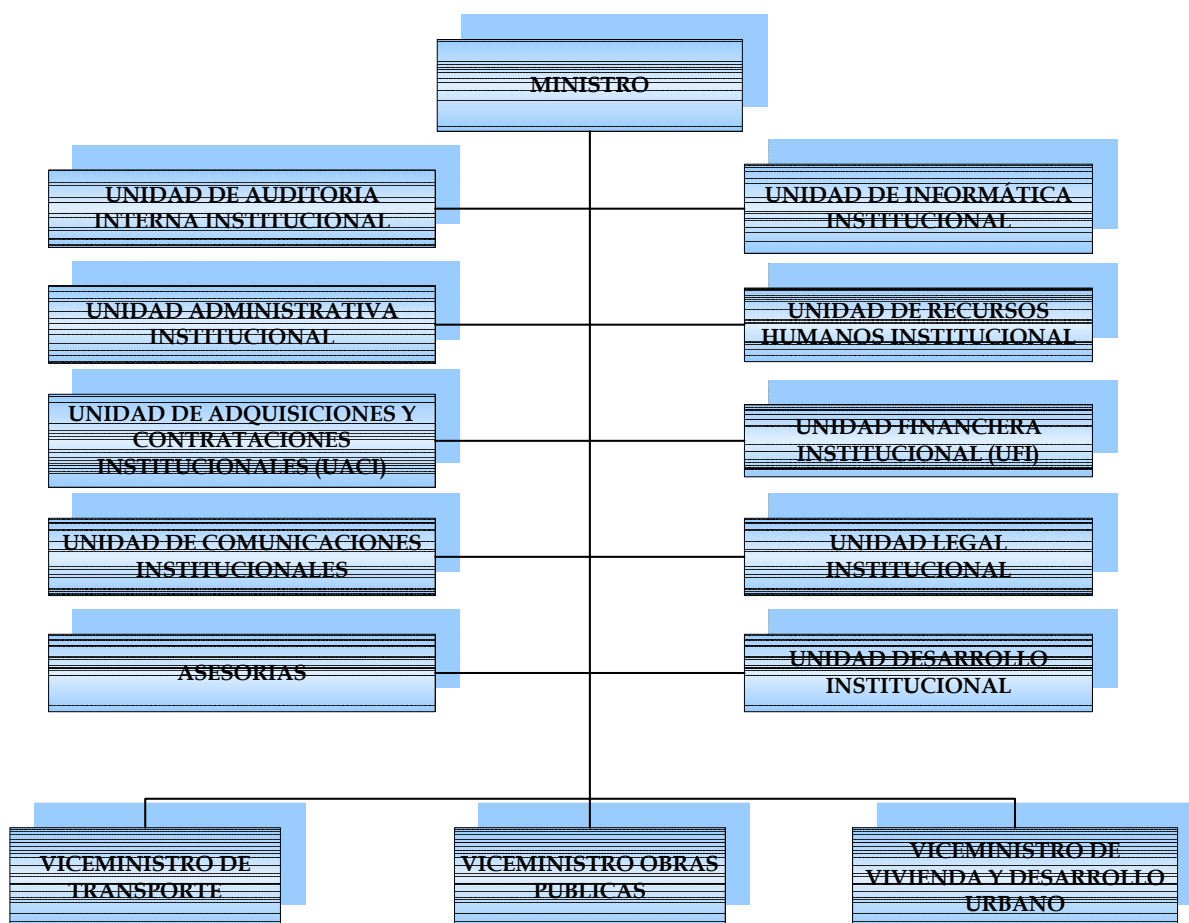 MINISTRO
UNIDAD DE AUDITORIA
INTERNA INSTITUCIONAL
UNIDAD DE INFORMÁTICA
INSTITUCIONAL
UNIDAD ADMINISTRATIVA
INSTITUCIONAL
UNIDAD DE RECURSOS
HUMANOS INSTITUCIONAL
UNIDAD DE ADQUISICIONES Y
CONTRATACIONES
INSTITUCIONALES (UACI)
UNIDAD FINANCIERA
INSTITUCIONAL (UFI)
UNIDAD DE COMUNICACIONES
INSTITUCIONALES
UNIDAD LEGAL
INSTITUCIONAL
ASESORIAS
UNIDAD DESARROLLO
INSTITUCIONAL
VICEMINISTRO DE
TRANSPORTE
VICEMINISTRO OBRAS
PUBLICAS
VICEMINISTRO DE
VIVIENDA Y DESARROLLO
URBANO